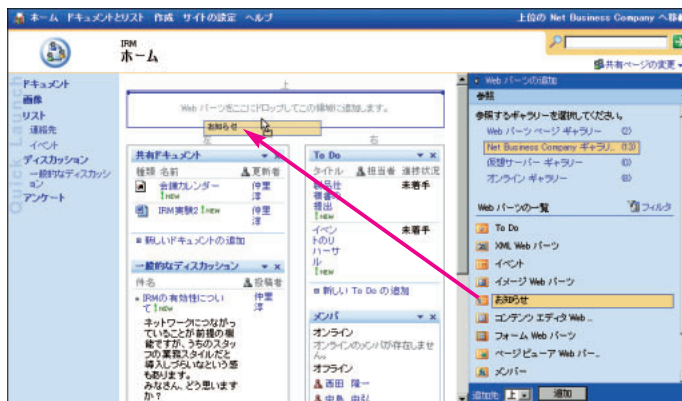 ホーム ドキュメントとリスト 作成 サイトの設定 ヘルプ
上位の Net Business Company へ移動
IRM
ホーム
共有ページの変更
ドキュメント
画像
リスト
連絡先
イベント
ディスカッション
一般的なディスカッシ
ョン
アンケート
上
Web パーツをここにドロップしてこの領域に追加します。
お知らせ
左
右
共有ドキュメント
種類 名前 更新者
会議カレンダー 仲里
NEW 淳
IRM実験2 NEW 仲里
淳
新しいドキュメントの追加
一般的なディスカッション
件名 投稿者
IRMの有効性につい 仲里
て NEW 淳
ネットワークにつながっ
ていることが前提の機
能ですが、うちのスタッ
フの業務スタイルだと
導入しづらいなという感
もあります。
みなさん、どう思います
か？
To Do
タイトル 担当者 進捗状況
未着手
提出
NEW
イベン 未着手
トのリ
ハーサ
ル
NEW
新しい To Do の追加
メンバ
オンライン
オンラインのメンバが存在しませ
ん。
オフライン
西田 隆一
Web パーツの追加
参照
参照するギャラリーを選択してください。
Web パーツ ページ ギャラリー (2)
Net Business Company ギャラリ.. (13)
仮想サーバー ギャラリー (0)
オンライン ギャラリー (6)
Web パーツの一覧 フィルタ
To Do
XML Web パーツ
イベント
イメージ Web パーツ
お知らせ
コンテンツ エディタ Web ..
フォーム Web パーツ
ページ ビューア Web パー..
メンバー
追加先 上 追加